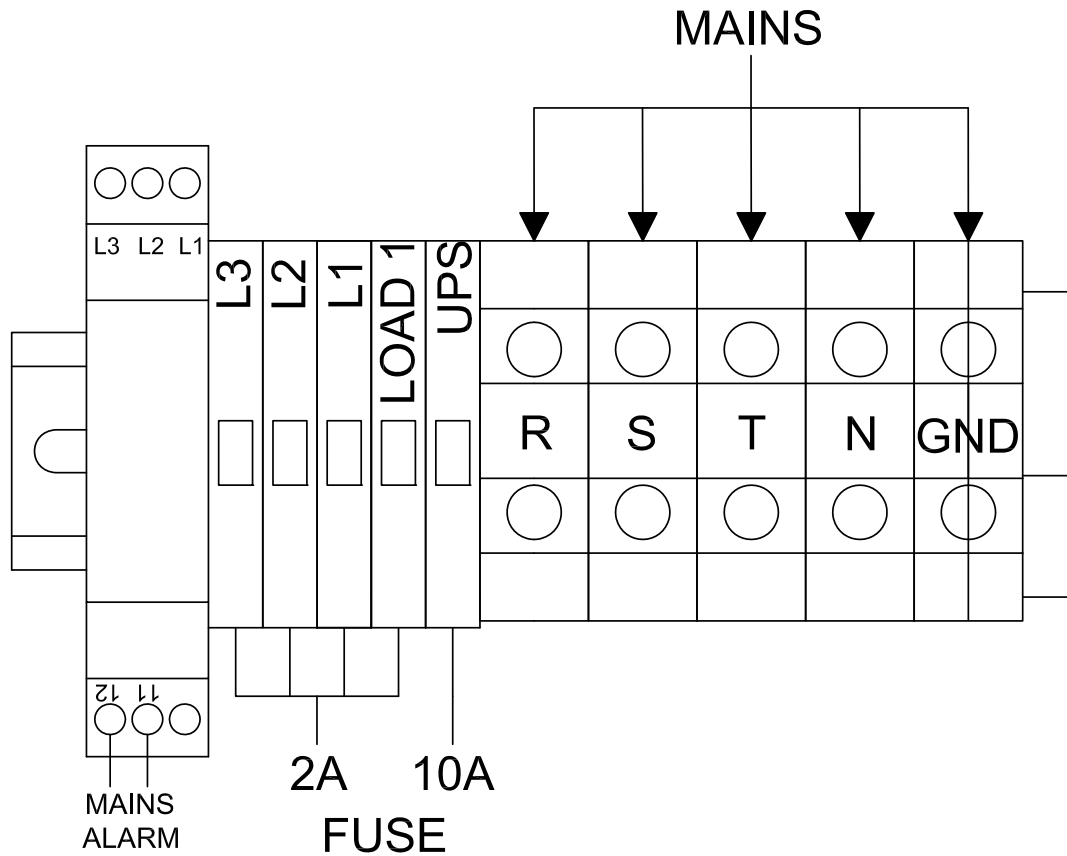 MAINS
L3 L2 L1
L3
L2
L1
LOAD 1
UPS
R
S
T
N
GND
12 11
2A
10A
MAINS
ALARM
FUSE